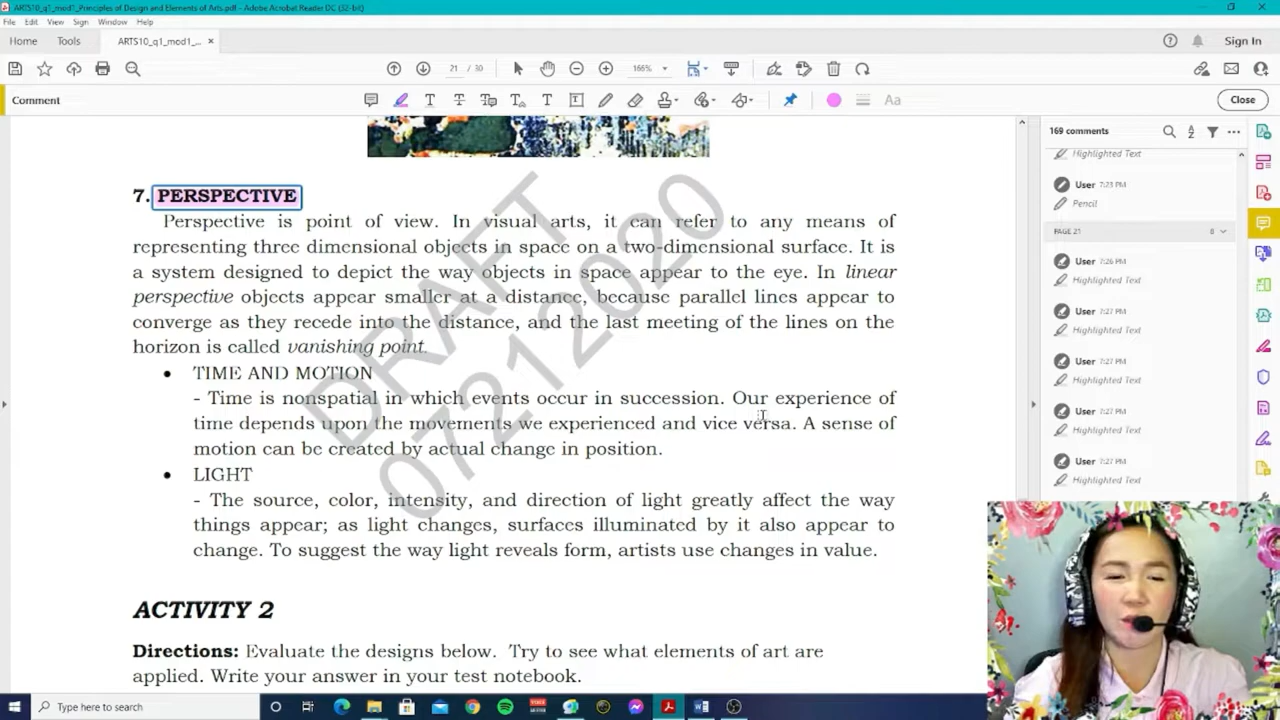 ARTS10_q1_mod1_Principles of Design and Elements of Arts.pdf - Adobe Acrobat Reader DC (32-bit)
File Edit View Sign Window Help
Home Tools ARTS10_q1_mod1_... × Sign In
21 / 30 166%
Comment Aa Close
169 comments
Highlighted Text
User 7:23 PM
Pencil
PAGE 21 8
User 7:26 PM
Highlighted Text
User 7:27 PM
Highlighted Text
User 7:27 PM
Highlighted Text
User 7:27 PM
Highlighted Text
User 7:27 PM
Highlighted Text
7. PERSPECTIVE
Perspective is point of view. In visual arts, it can refer to any means of
representing three dimensional objects in space on a two-dimensional surface. It is
a system designed to depict the way objects in space appear to the eye. In linear
perspective objects appear smaller at a distance, because parallel lines appear to
converge as they recede into the distance, and the last meeting of the lines on the
horizon is called vanishing point.
• TIME AND MOTION
- Time is nonspatial in which events occur in succession. Our experience of
time depends upon the movements we experienced and vice versa. A sense of
motion can be created by actual change in position.
• LIGHT
- The source, color, intensity, and direction of light greatly affect the way
things appear; as light changes, surfaces illuminated by it also appear to
change. To suggest the way light reveals form, artists use changes in value.
ACTIVITY 2
Directions: Evaluate the designs below. Try to see what elements of art are
applied. Write your answer in your test notebook.
DRAFT
07212020
Type here to search